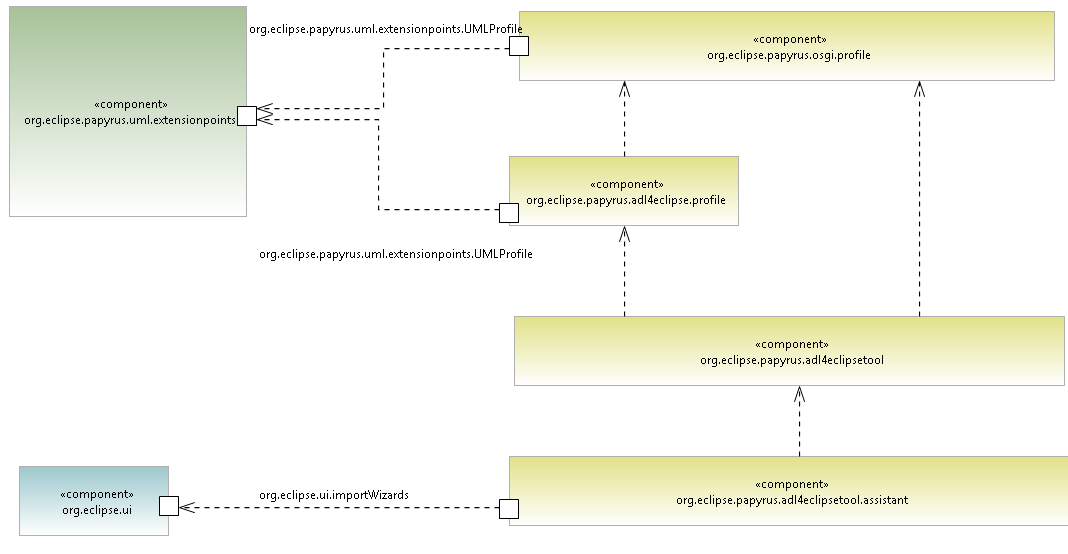 org.eclipse.papyrus.uml.extensionpoints.UMLProfile
«component»
org.eclipse.papyrus.osgi.profile
«component»
org.eclipse.papyrus.uml.extensionpoints
«component»
org.eclipse.papyrus.adl4eclipse.profile
org.eclipse.papyrus.uml.extensionpoints.UMLProfile
«component»
org.eclipse.papyrus.adl4eclipsetool
«component»
org.eclipse.ui
org.eclipse.ui.importWizards
«component»
org.eclipse.papyrus.adl4eclipsetool.assistant